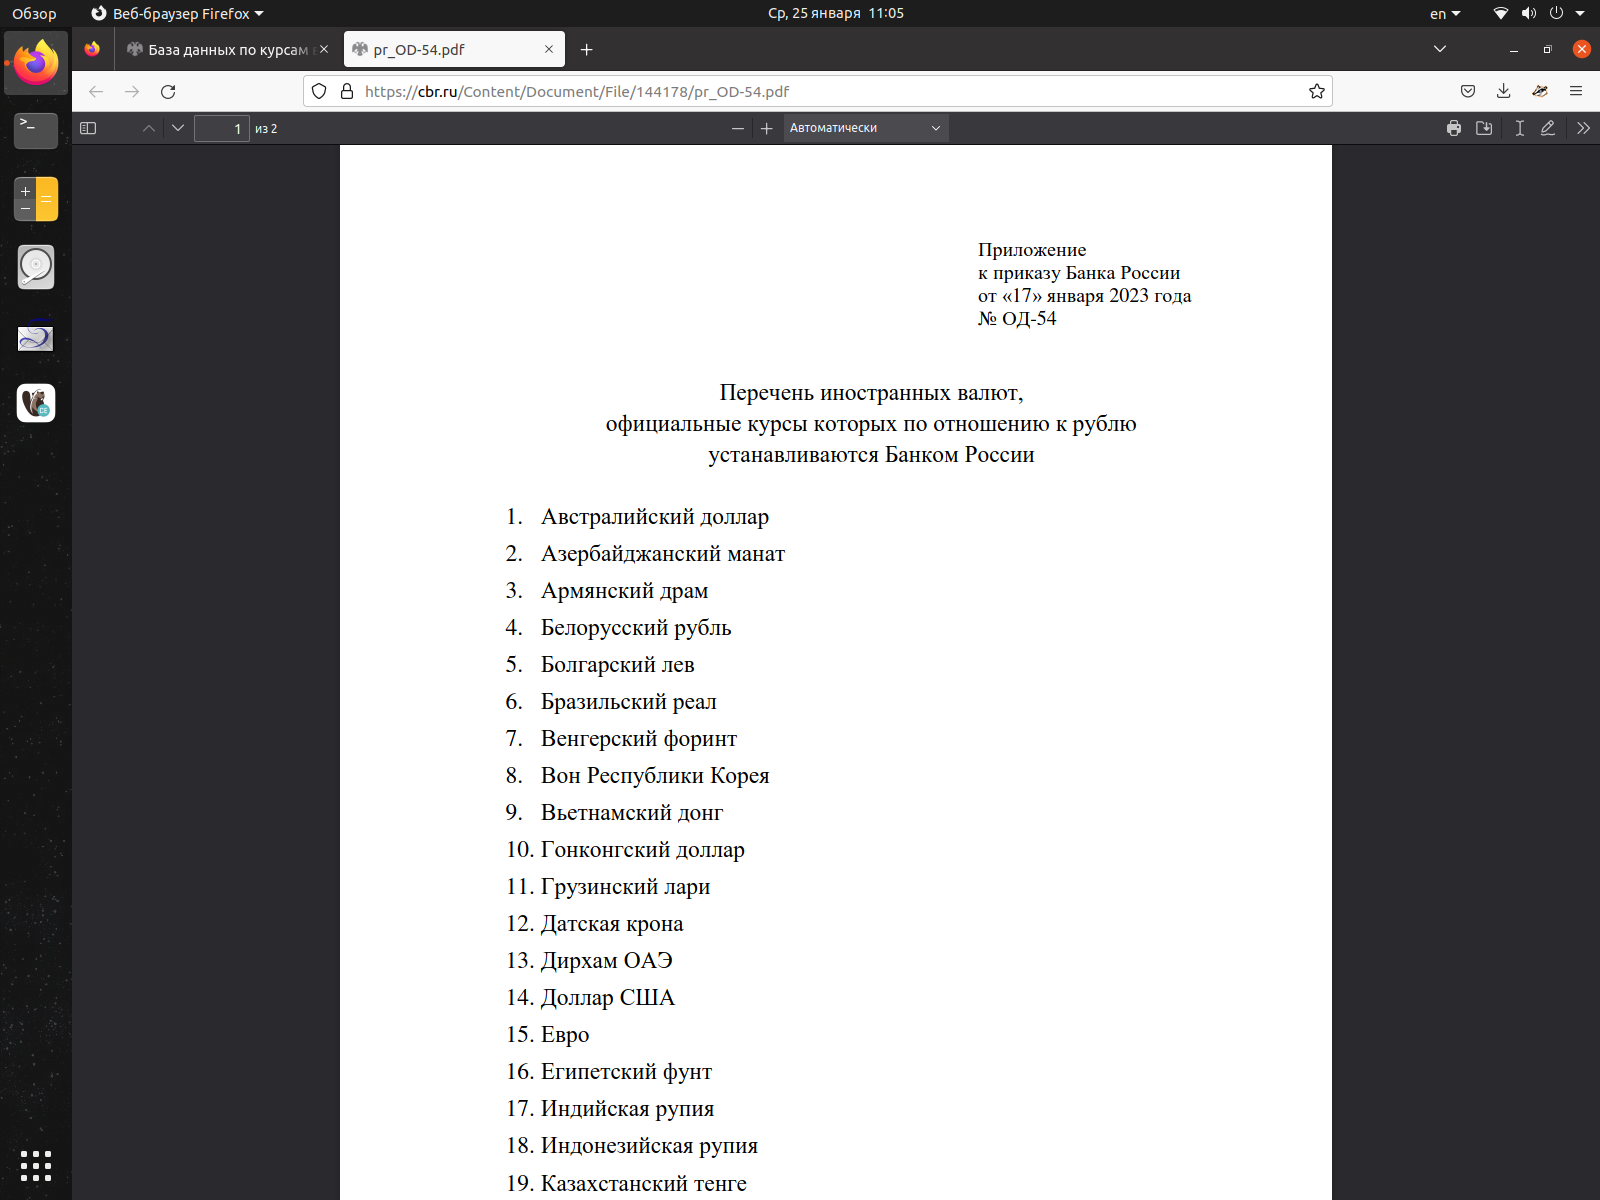 Обзор
Веб-браузер Firefox
Ср, 25 января 11:05
en
База данных по курсам
pr_OD-54.pdf
https://cbr.ru/Content/Document/File/144178/pr_OD-54.pdf
1 из 2
Автоматически
Приложение
к приказу Банка России
от «17» января 2023 года
№ ОД-54
Перечень иностранных валют,
официальные курсы которых по отношению к рублю
устанавливаются Банком России
1. Австралийский доллар
2. Азербайджанский манат
3. Армянский драм
4. Белорусский рубль
5. Болгарский лев
6. Бразильский реал
7. Венгерский форинт
8. Вон Республики Корея
9. Вьетнамский донг
10. Гонконгский доллар
11. Грузинский лари
12. Датская крона
13. Дирхам ОАЭ
14. Доллар США
15. Евро
16. Египетский фунт
17. Индийская рупия
18. Индонезийская рупия
19. Казахстанский тенге
CE